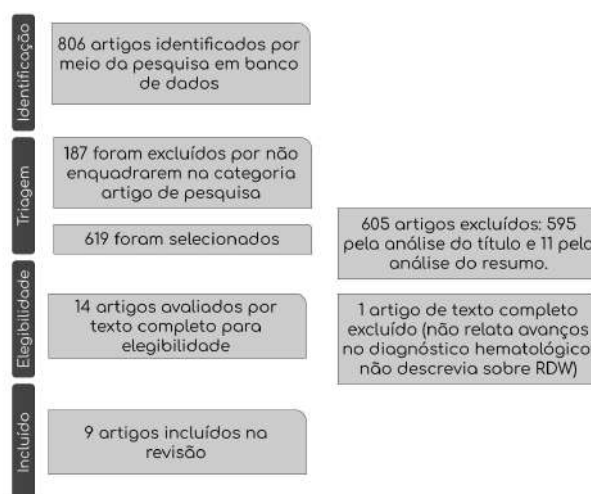 Identificação
806 artigos identificados por
meio da pesquisa em banco
de dados
Triagem
187 foram excluídos por não
enquadrarem na categoria
artigo de pesquisa
619 foram selecionados
605 artigos excluídos: 595
pela análise do título e 11 pela
análise do resumo.
Elegibilidade
14 artigos avaliados por
texto completo para
elegibilidade
1 artigo de texto completo
excluído (não relata avanços
no diagnóstico hematológico
não descrevia sobre RDW)
Incluído
9 artigos incluídos na
revisão